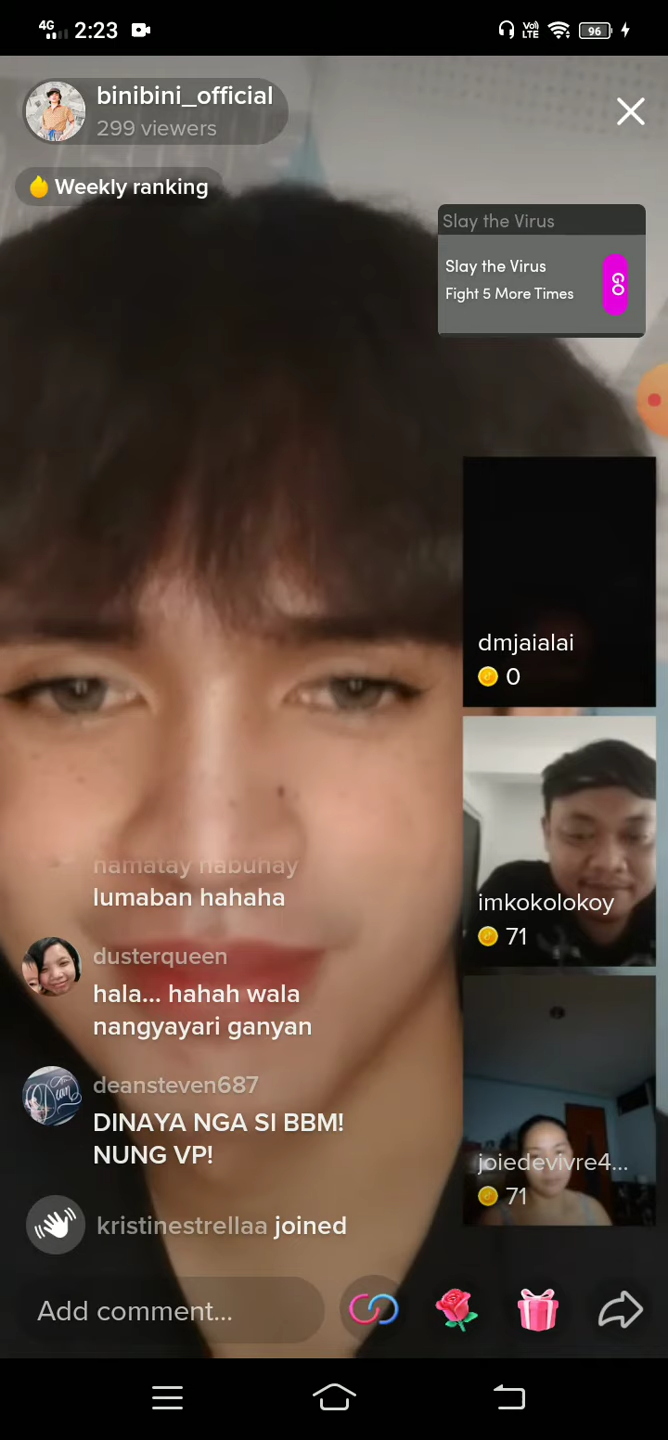 4G 2:23 Vo) LTE 96
binibini_official
299 viewers
Weekly ranking
Slay the Virus
Slay the Virus
Fight 5 More Times
GO
dmjaialai
0
imkokolokoy
71
joiedevivre4...
71
namatay nabuhay
lumaban hahaha
dusterqueen
hala... hahah wala
nangyayari ganyan
deansteven687
DINAYA NGA SI BBM!
NUNG VP!
kristinestrellaa joined
Add comment...